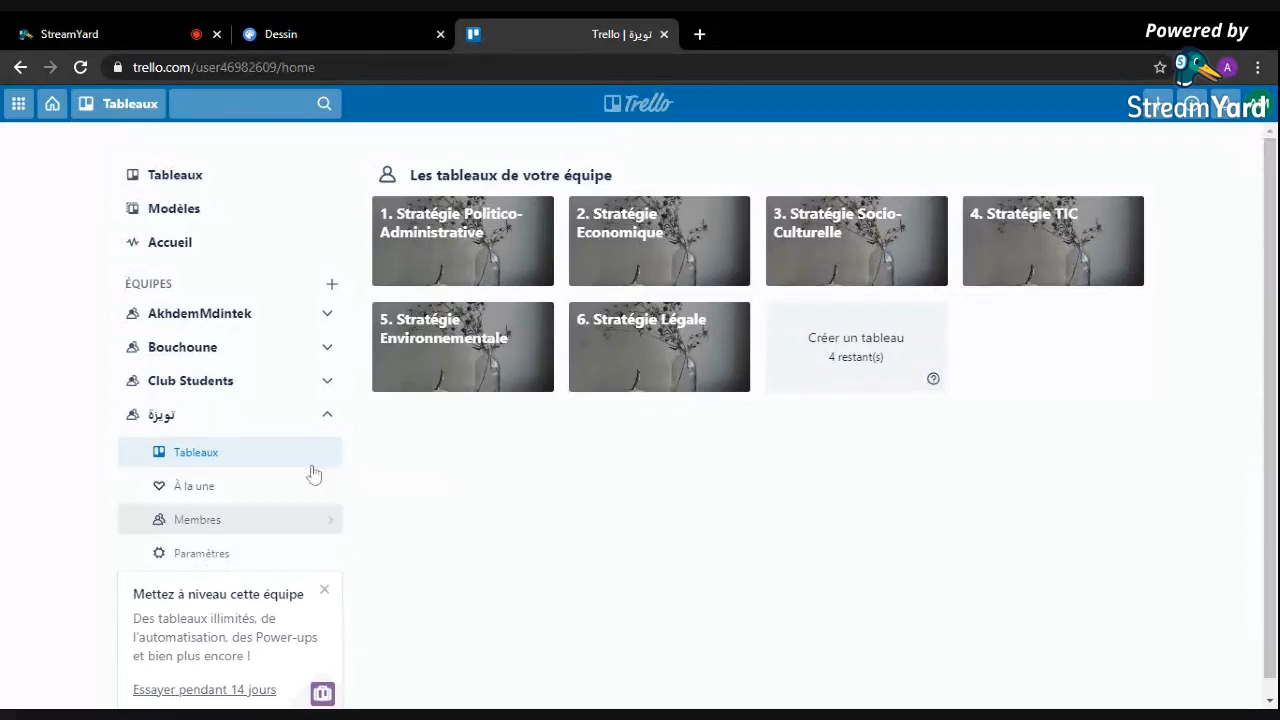 StreamYard
Dessin
Trello | تويزة
Powered by
trello.com/user46982609/home
A
Tableaux
Trello
StreamYard
Tableaux
Modèles
Accueil
ÉQUIPES
AkhdemMdintek
Bouchoune
Club Students
تويزة
Tableaux
À la une
Membres
Paramètres
Mettez à niveau cette équipe
Des tableaux illimités, de
l'automatisation, des Power-ups
et bien plus encore !
Essayer pendant 14 jours
Les tableaux de votre équipe
1. Stratégie Politico-
Administrative
2. Stratégie
Economique
3. Stratégie Socio-
Culturelle
4. Stratégie TIC
5. Stratégie
Environnementale
6. Stratégie Légale
Créer un tableau
4 restant(s)